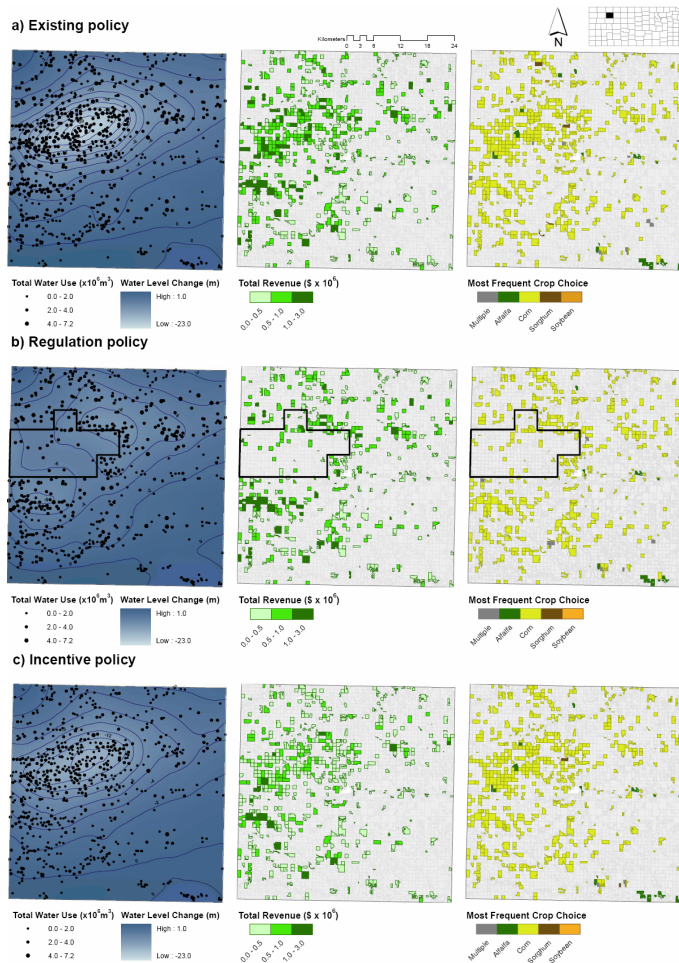 a) Existing policy
Kilometers
0 3 6 12 18 24
N
Total Water Use (x10⁶m³) Water Level Change (m) Total Revenue ($ x 10⁶) Most Frequent Crop Choice
0.0 - 2.0 High : 1.0
2.0 - 4.0
4.0 - 7.2 Low : -23.0
0.0 - 0.5 0.5 - 1.0 1.0 - 3.0
Multiple Alfalfa Corn Sorghum Soybean
b) Regulation policy
Total Water Use (x10⁶m³) Water Level Change (m) Total Revenue ($ x 10⁶) Most Frequent Crop Choice
0.0 - 2.0 High : 1.0
2.0 - 4.0
4.0 - 7.2 Low : -23.0
0.0 - 0.5 0.5 - 1.0 1.0 - 3.0
Multiple Alfalfa Corn Sorghum Soybean
c) Incentive policy
Total Water Use (x10⁶m³) Water Level Change (m) Total Revenue ($ x 10⁶) Most Frequent Crop Choice
0.0 - 2.0 High : 1.0
2.0 - 4.0
4.0 - 7.2 Low : -23.0
0.0 - 0.5 0.5 - 1.0 1.0 - 3.0
Multiple Alfalfa Corn Sorghum Soybean